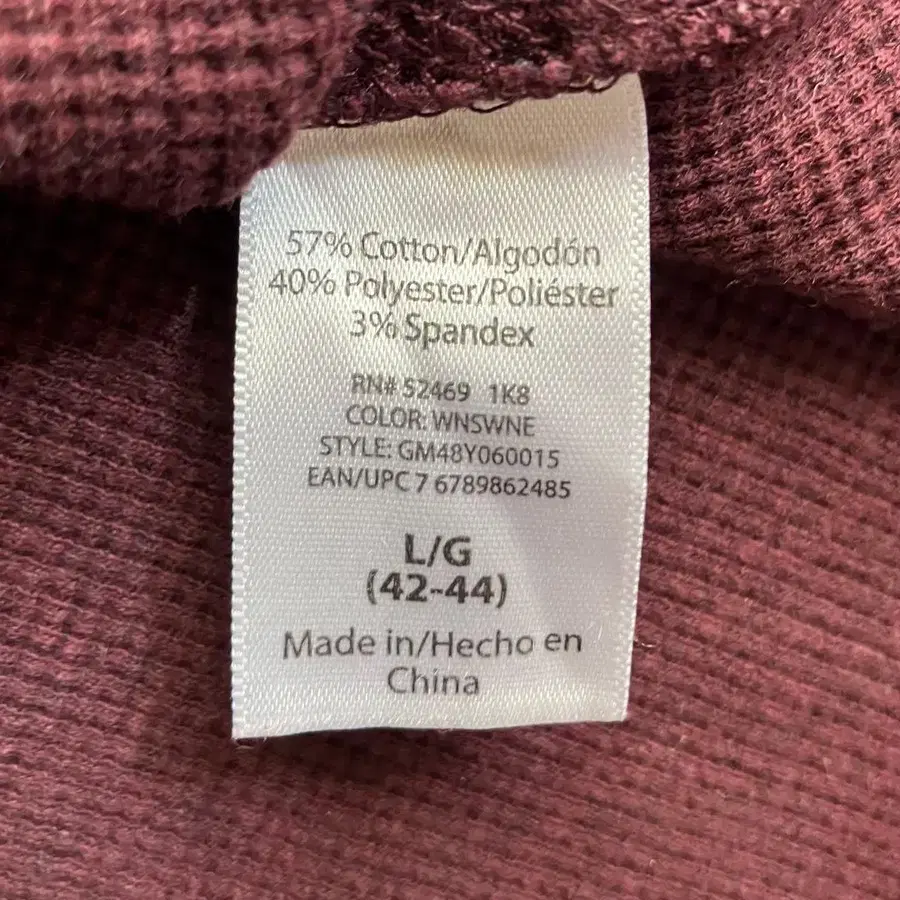 57% Cotton/Algodón
40% Polyester/Poliéster
3% Spandex
RN# 52469 1K8
COLOR: WNSWNE
STYLE: GM48Y060015
EAN/UPC 7 6789862485
L/G
(42-44)
Made in/Hecho en
China